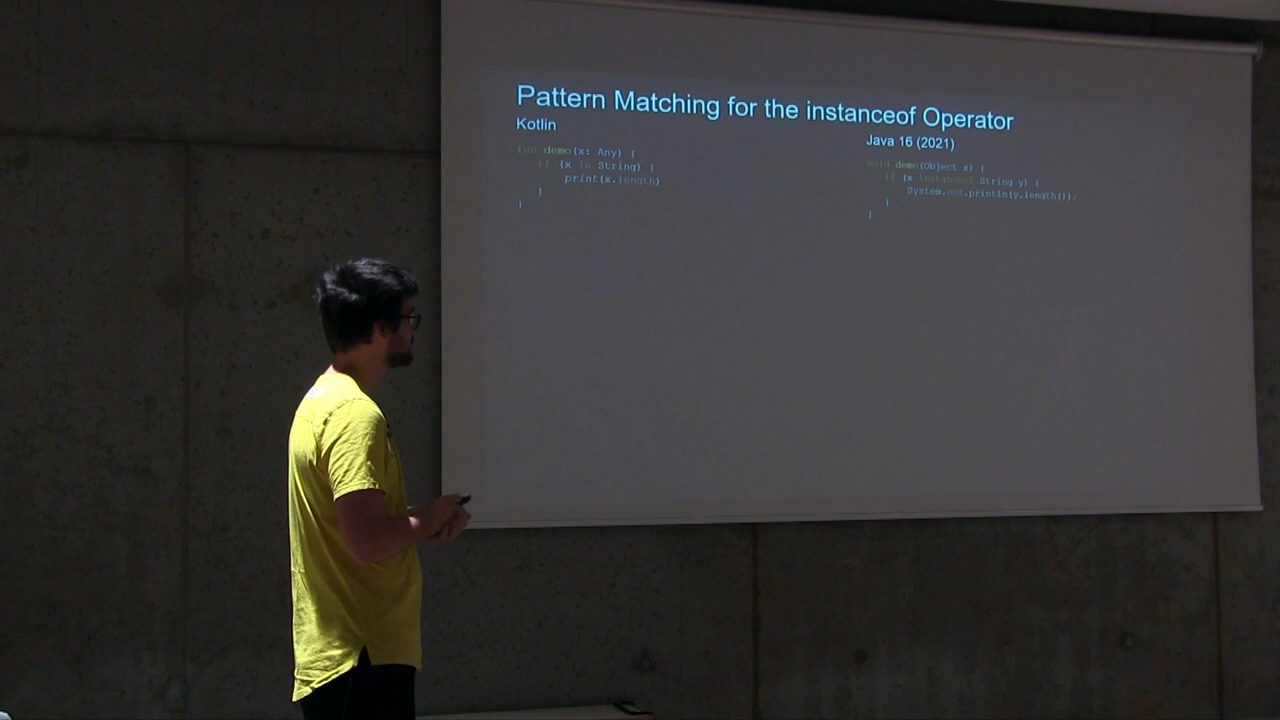 Pattern Matching for the instanceof Operator
Kotlin
fun demo(x: Any) {
if (x is String) {
print(x.length)
}
}
Java 16 (2021)
void demo(Object x) {
if (x instanceof String y) {
System.out.println(y.length());
}
}